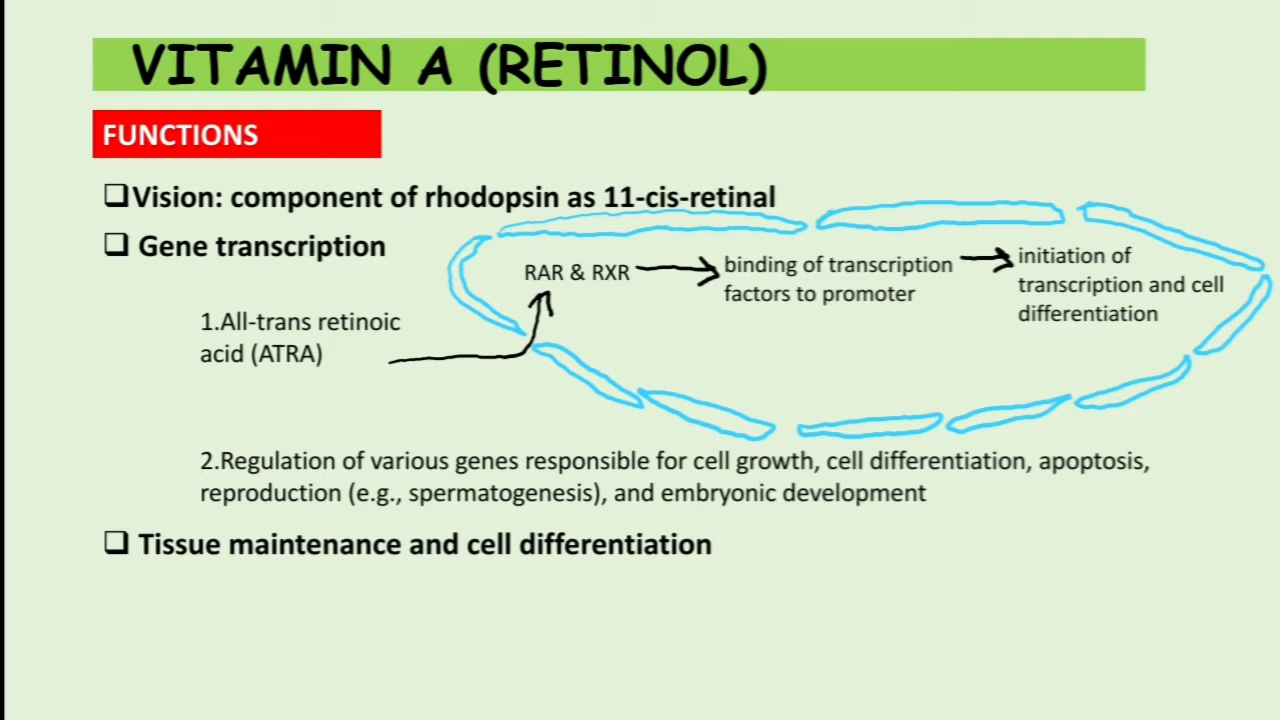 VITAMIN A (RETINOL)
FUNCTIONS
Vision: component of rhodopsin as 11-cis-retinal
Gene transcription
RAR & RXR
binding of transcription
factors to promoter
initiation of
transcription and cell
differentiation
1.All-trans retinoic
acid (ATRA)
2.Regulation of various genes responsible for cell growth, cell differentiation, apoptosis,
reproduction (e.g., spermatogenesis), and embryonic development
Tissue maintenance and cell differentiation